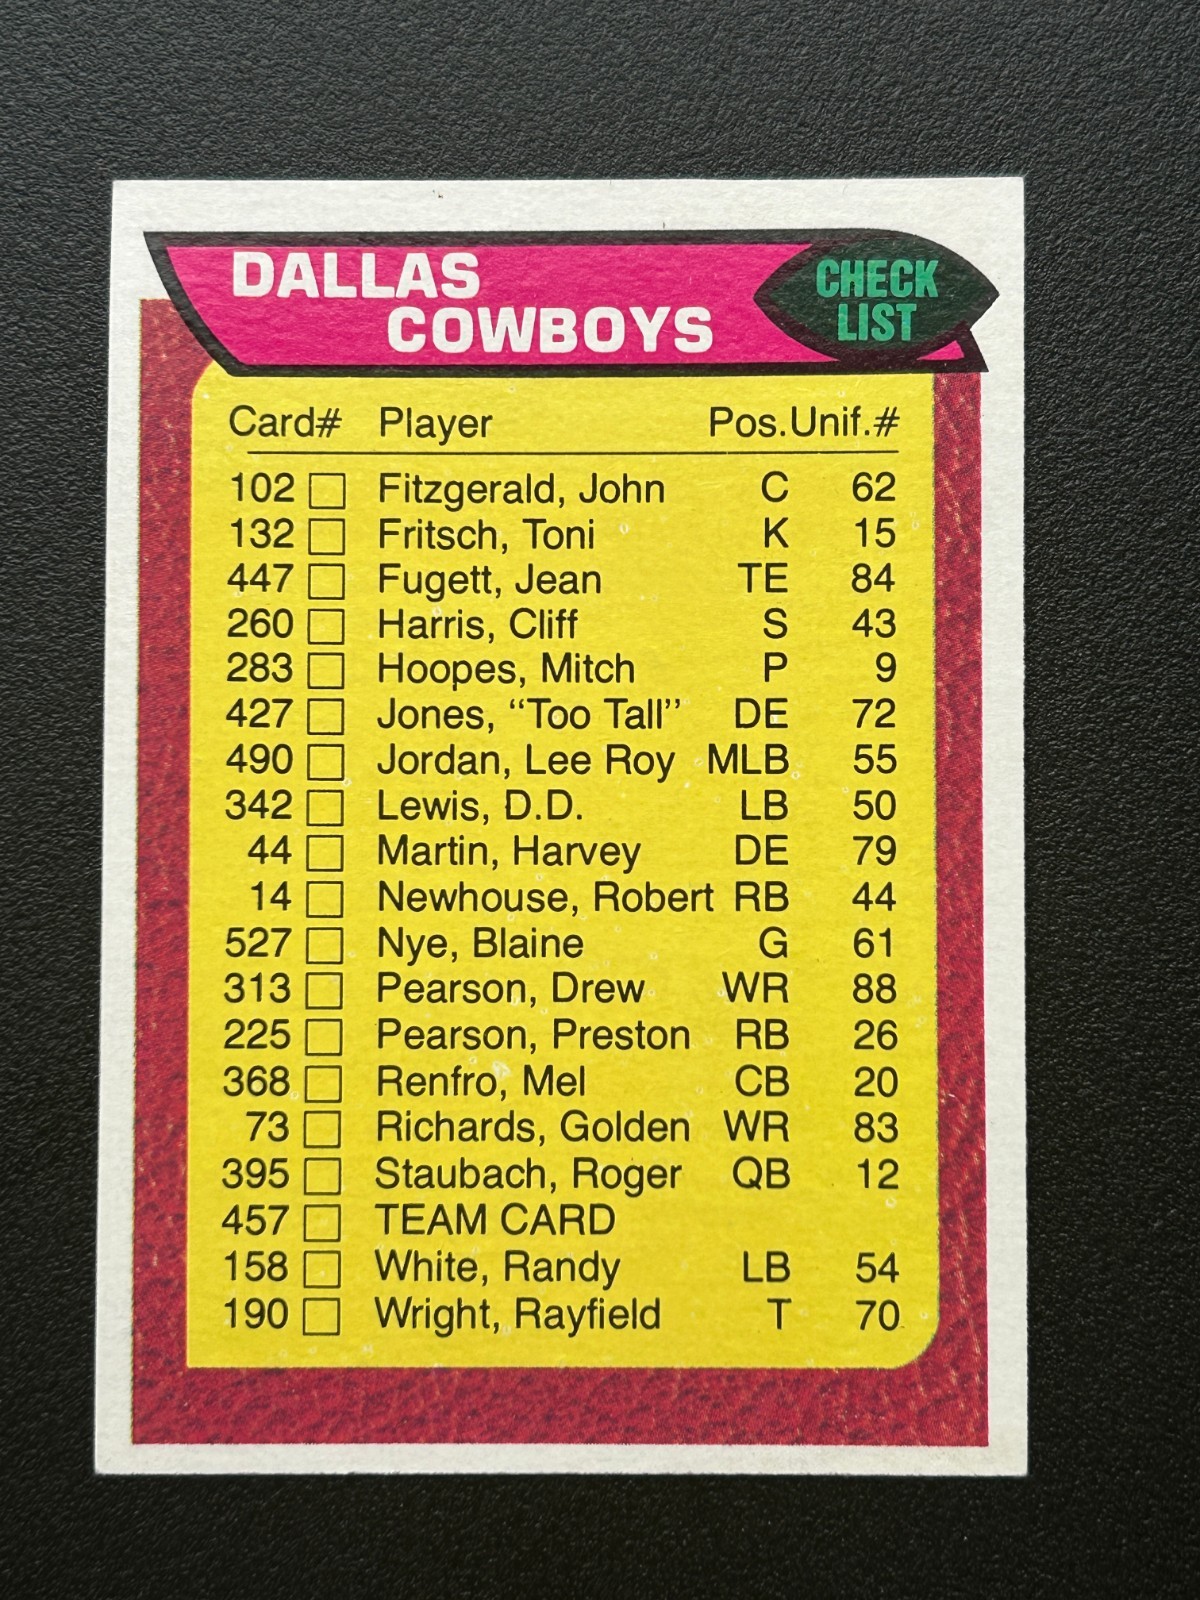 DALLAS
COWBOYS
CHECK
LIST
Card# Player Pos. Unif.#
102 Fitzgerald, John C 62
132 Fritsch, Toni K 15
447 Fugett, Jean TE 84
260 Harris, Cliff S 43
283 Hoopes, Mitch P 9
427 Jones, “Too Tall” DE 72
490 Jordan, Lee Roy MLB 55
342 Lewis, D.D. LB 50
44 Martin, Harvey DE 79
14 Newhouse, Robert RB 44
527 Nye, Blaine G 61
313 Pearson, Drew WR 88
225 Pearson, Preston RB 26
368 Renfro, Mel CB 20
73 Richards, Golden WR 83
395 Staubach, Roger QB 12
457 TEAM CARD
158 White, Randy LB 54
190 Wright, Rayfield T 70